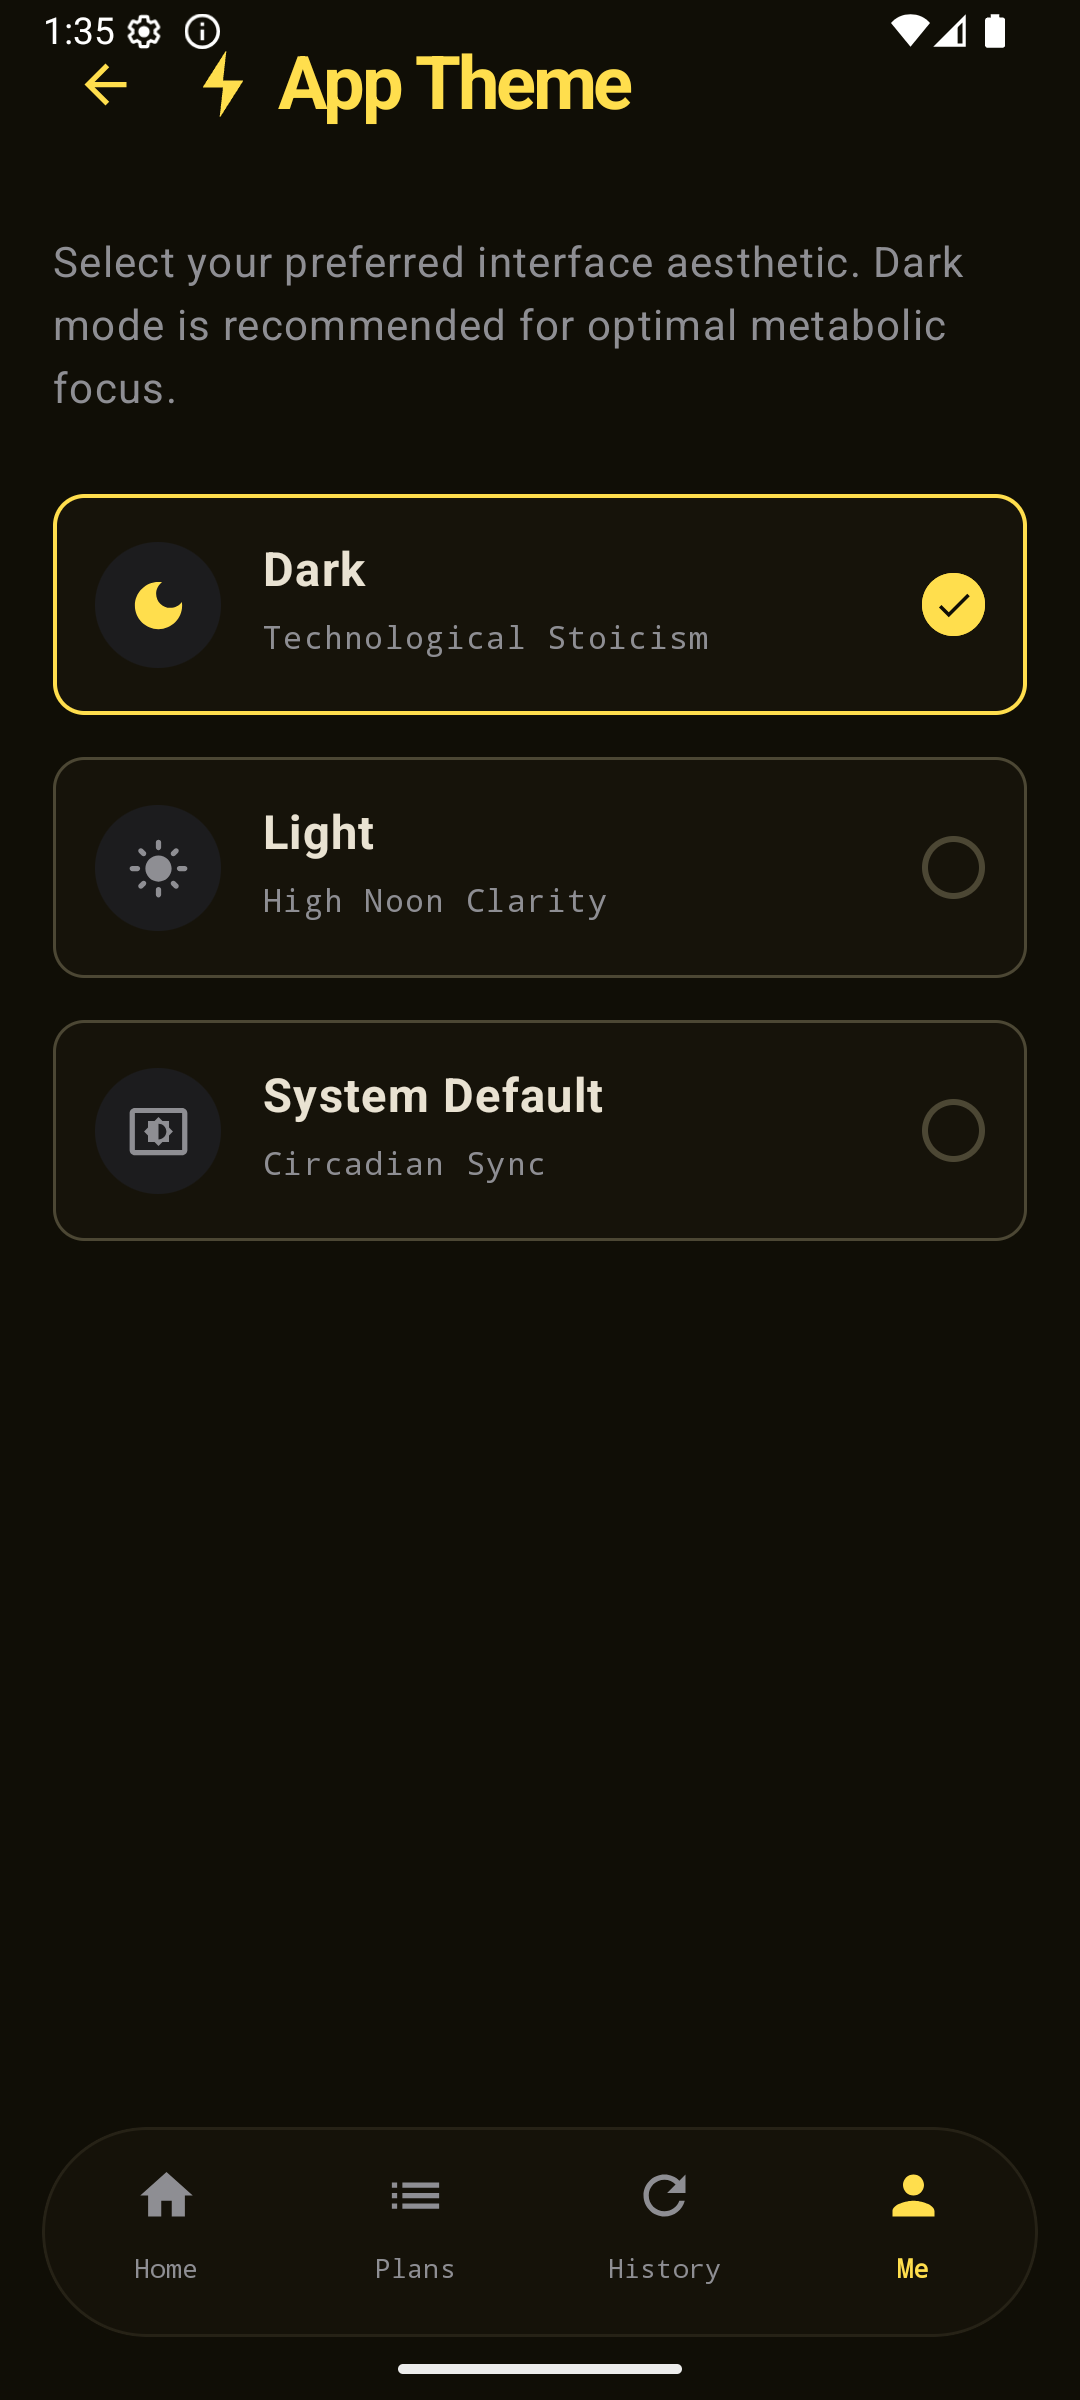 1:35
App Theme
Select your preferred interface aesthetic. Dark
mode is recommended for optimal metabolic
focus.
Dark
Technological Stoicism
Light
High Noon Clarity
System Default
Circadian Sync
Home
Plans
History
Me